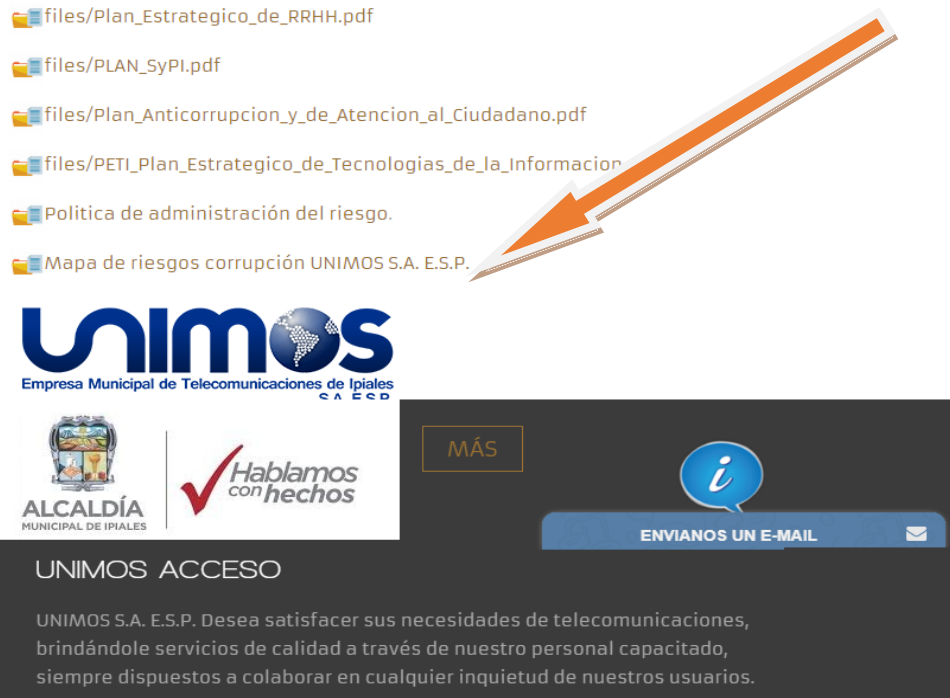 files/Plan_Estrategico_de_RRHH.pdf
files/PLAN_SyPI.pdf
files/Plan_Anticorrupcion_y_de_Atencion_al_Ciudadano.pdf
files/PETI_Plan_Estrategico_de_Tecnologias_de_la_Informacion
Politica de administración del riesgo.
Mapa de riesgos corrupción UNIMOS S.A. E.S.P.
UNIMOS
Empresa Municipal de Telecomunicaciones de Ipiales
S.A. E.S.P.
ALCALDÍA
MUNICIPAL DE IPIALES
Hablamos
con hechos
MÁS
i
ENVIANOS UN E-MAIL
UNIMOS ACCESO
UNIMOS S.A. E.S.P. Desea satisfacer sus necesidades de telecomunicaciones,
brindándole servicios de calidad a través de nuestro personal capacitado,
siempre dispuestos a colaborar en cualquier inquietud de nuestros usuarios.